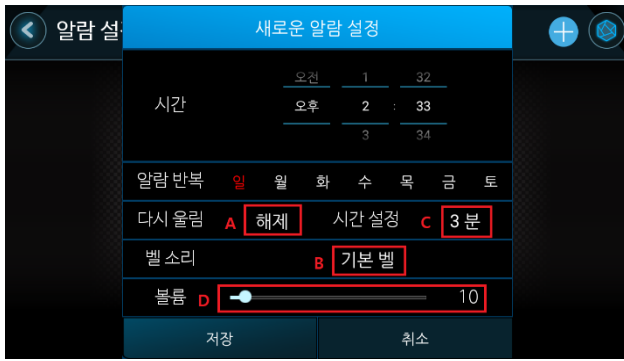 알람 설
새로운 알람 설정
오전 1 32
시간 오후 2 : 33
3 34
알람 반복 일 월 화 수 목 금 토
다시 울림 A 해제 시간 설정 C 3 분
벨 소리 B 기본 벨
볼륨 D 10
저장 취소